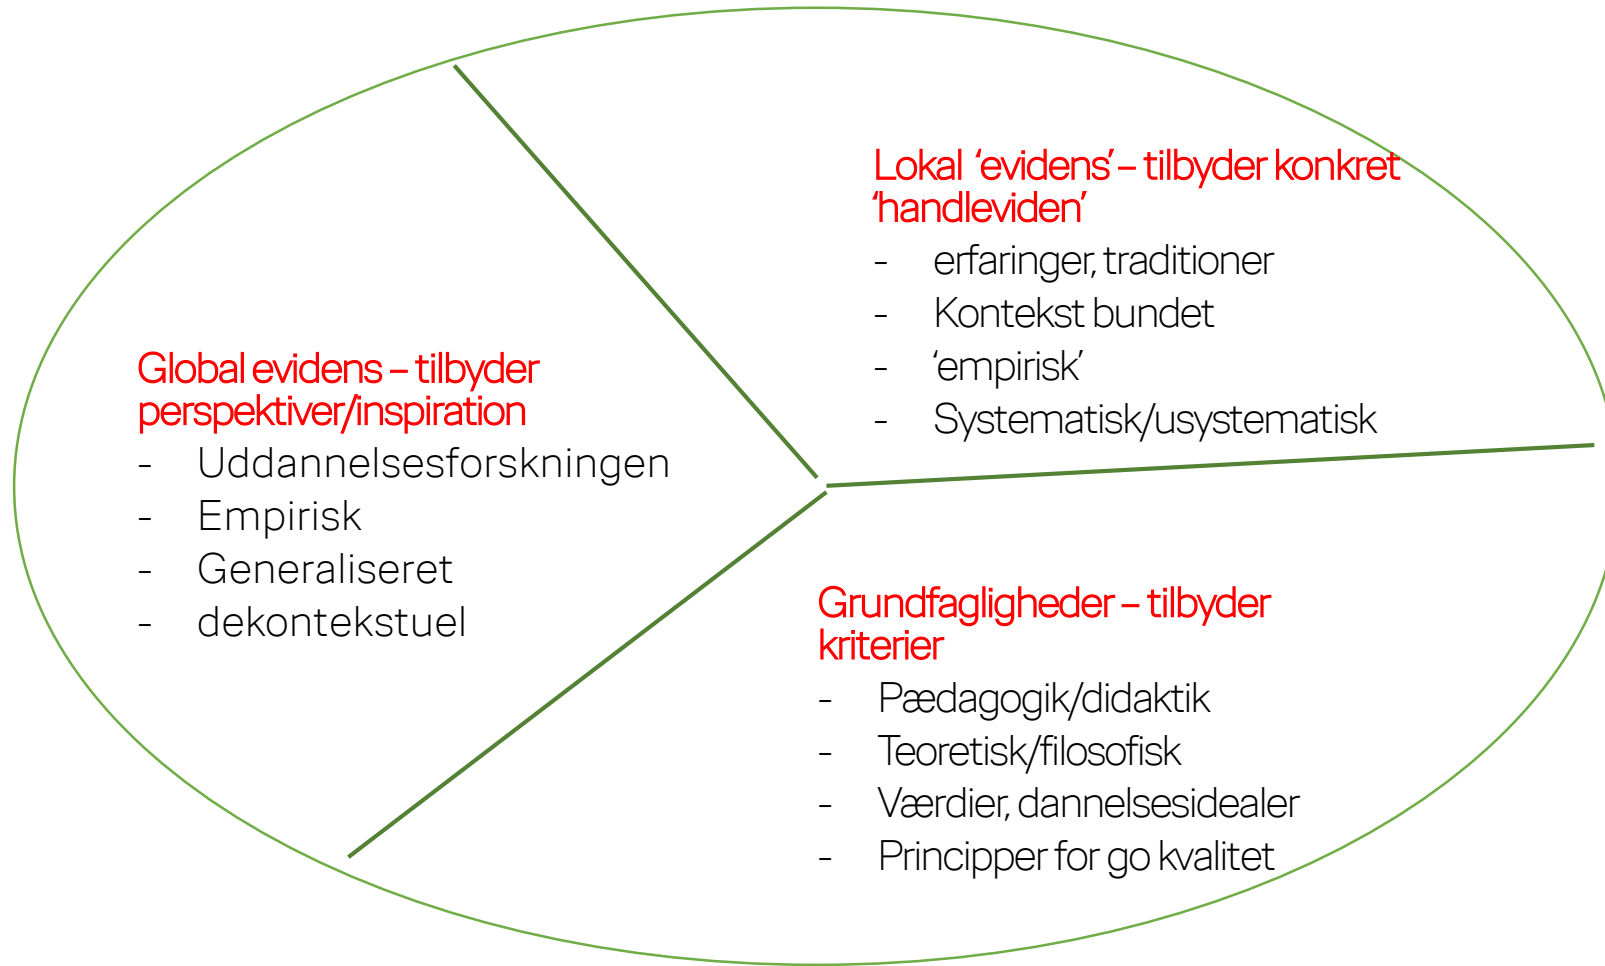 Global evidens – tilbyder
perspektiver/inspiration
- Uddannelsesforskningen
- Empirisk
- Generaliseret
- dekontekstuel
Lokal ‘evidens’ – tilbyder konkret
‘handleviden’
- erfaringer, traditioner
- Kontekst bundet
- ‘empirisk’
- Systematisk/usystematisk
Grundfagligheder – tilbyder
kriterier
- Pædagogik/didaktik
- Teoretisk/filosofisk
- Værdier, dannelsesidealer
- Principper for go kvalitet